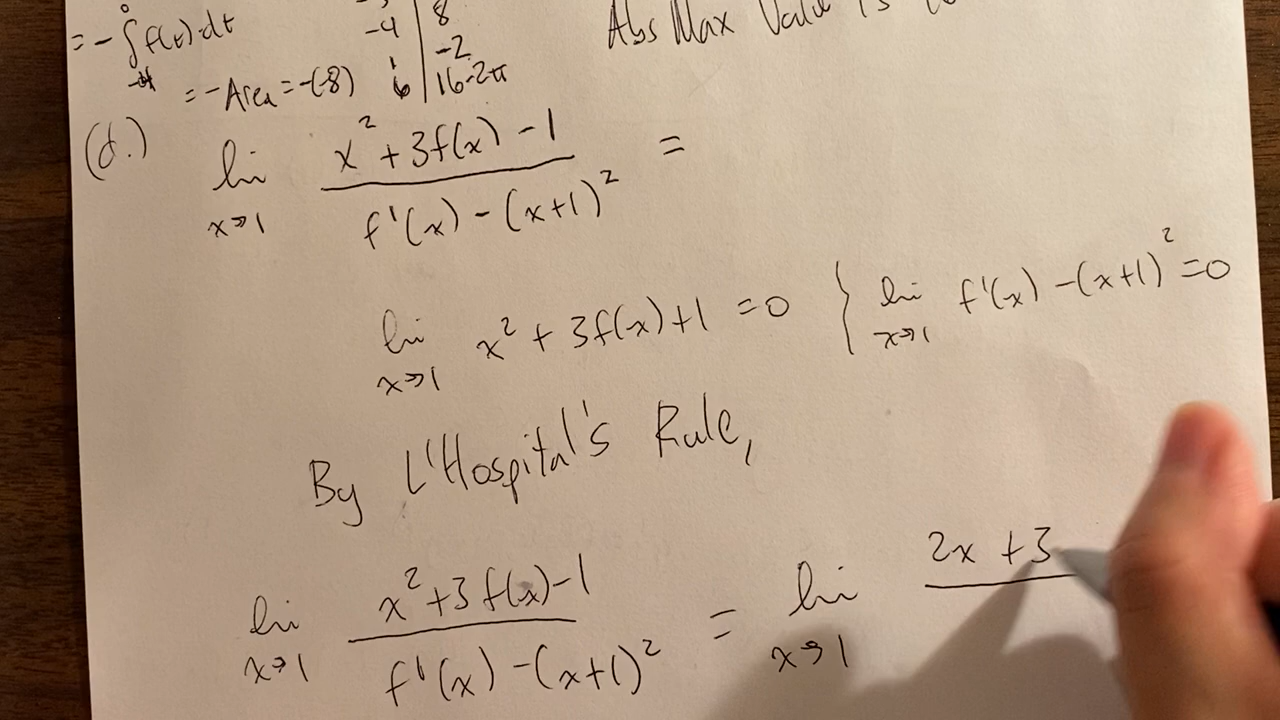 = -∫f(t)dt -4 | 8
-2
= -Area = -(-8) 6 | 16-2π
Abs Max Value is
(d.) lim x→1 (x² + 3f(x) - 1) / (f'(x) - (x+1)²) =
lim x→1 x² + 3f(x) + 1 = 0 { lim x→1 f'(x) - (x+1)² = 0
By L'Hospital's Rule,
lim x→1 (x² + 3f(x) - 1) / (f'(x) - (x+1)²) = lim x→1 2x + 3